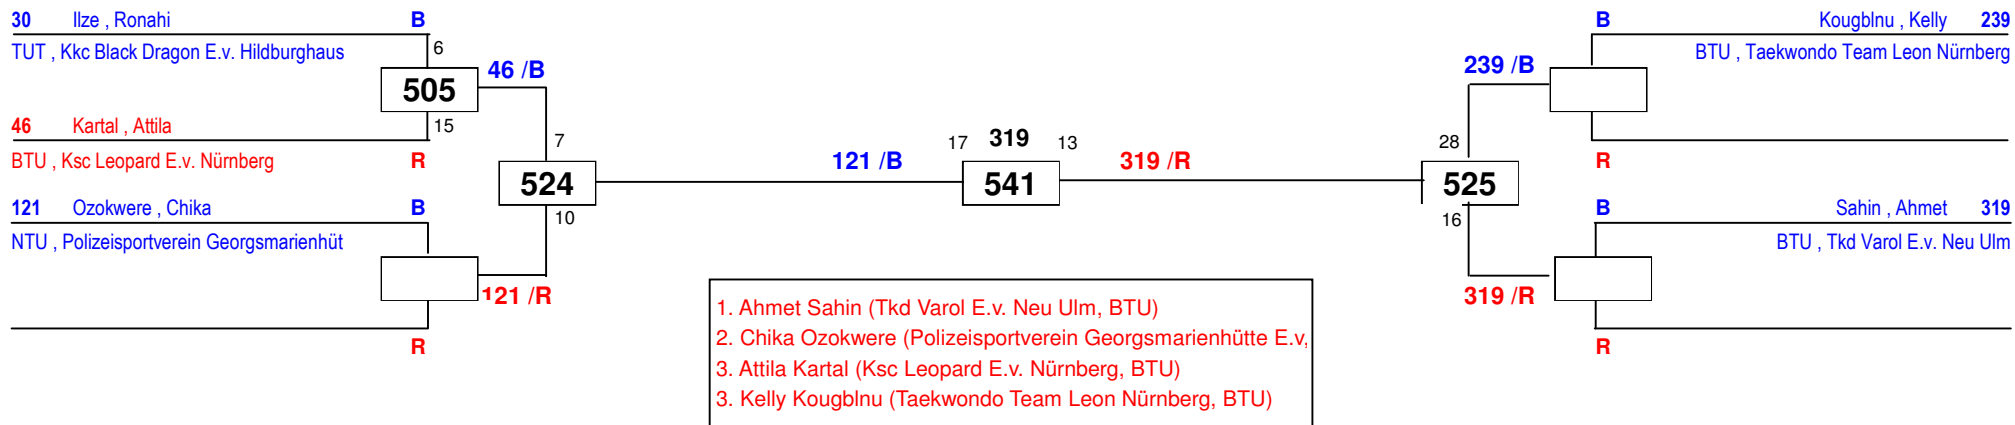 30 Ilze , Ronahi B
TUT , Kkc Black Dragon E.v. Hildburghaus
6
505
46 /B
15
46 Kartal , Attila
BTU , Ksc Leopard E.v. Nürnberg R
7
524
10
121 Ozokwere , Chika B
NTU , Polizeisportverein Georgsmarienhüt
121 /R
R
121 /B
17 319 13
541
319 /R
B Kougblnu , Kelly 239
BTU , Taekwondo Team Leon Nürnberg
239 /B
R
28
525
16
B Sahin , Ahmet 319
BTU , Tkd Varol E.v. Neu Ulm
319 /R
R
1. Ahmet Sahin (Tkd Varol E.v. Neu Ulm, BTU)
2. Chika Ozokwere (Polizeisportverein Georgsmarienhütte E.v,
3. Attila Kartal (Ksc Leopard E.v. Nürnberg, BTU)
3. Kelly Kougblnu (Taekwondo Team Leon Nürnberg, BTU)